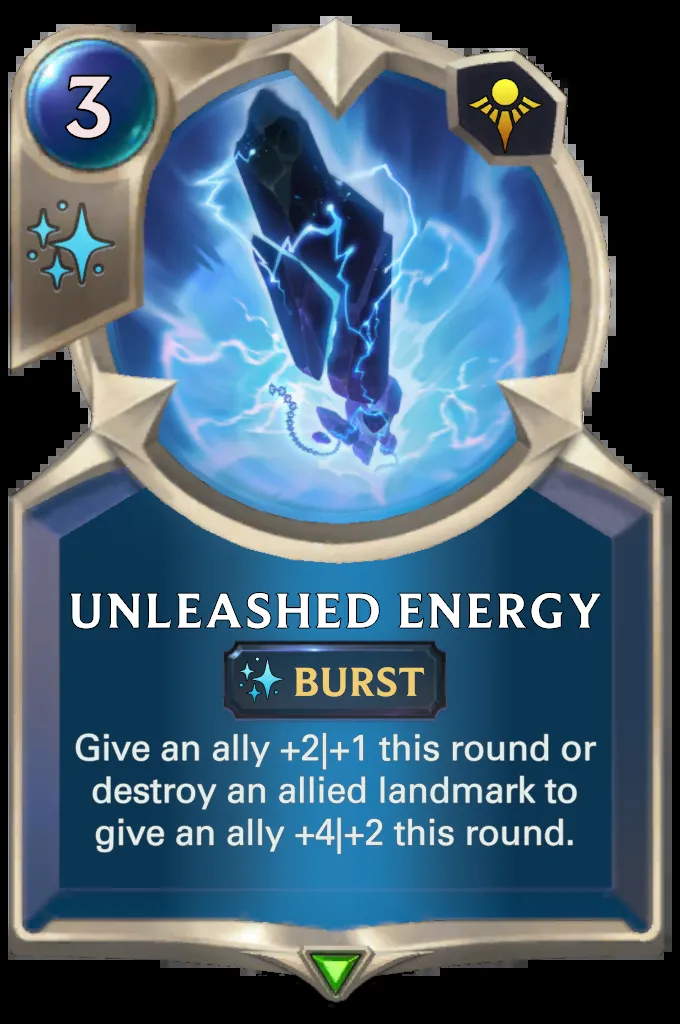 3
UNLEASHED ENERGY
BURST
Give an ally +2|+1 this round or
destroy an allied landmark to
give an ally +4|+2 this round.